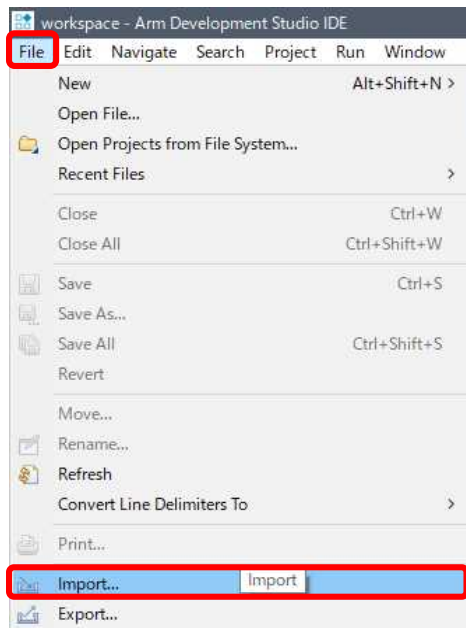 workspace - Arm Development Studio IDE
File Edit Navigate Search Project Run Window
New Alt+Shift+N >
Open File...
Open Projects from File System...
Recent Files >
Close Ctrl+W
Close All Ctrl+Shift+W
Save Ctrl+S
Save As...
Save All Ctrl+Shift+S
Revert
Move...
Rename...
Refresh
Convert Line Delimiters To >
Print...
Import... Import
Export...